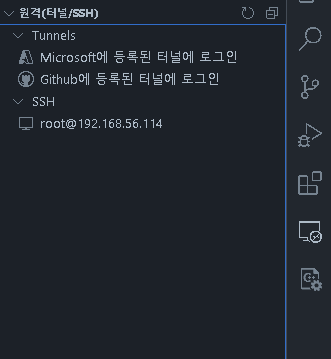 원격(터널/SSH)
Tunnels
Microsoft에 등록된 터널에 로그인
Github에 등록된 터널에 로그인
SSH
root@192.168.56.114